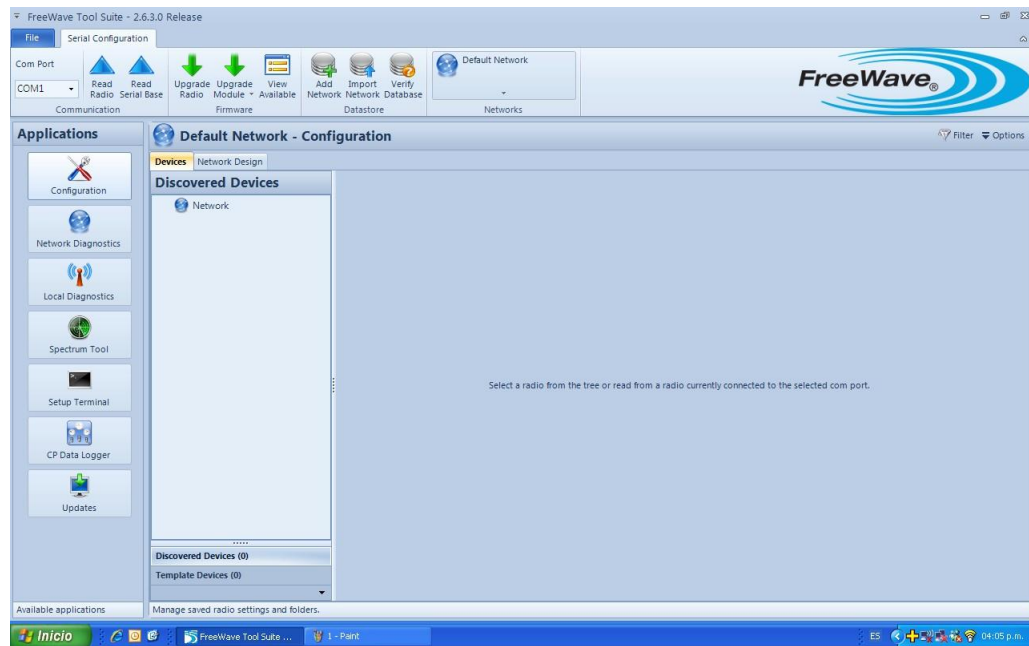 FreeWave Tool Suite - 2.6.3.0 Release
File Serial Configuration
Com Port
COM1
Read Radio
Read Serial Base
Communication
Upgrade Radio
Upgrade Module
View Available
Firmware
Add Network
Import Network
Verify Database
Datastore
Default Network
Networks
FreeWave®
Applications
Configuration
Network Diagnostics
Local Diagnostics
Spectrum Tool
Setup Terminal
CP Data Logger
Updates
Available applications
Default Network - Configuration
Filter Options
Devices Network Design
Discovered Devices
Network
Select a radio from the tree or read from a radio currently connected to the selected com port.
Discovered Devices (0)
Template Devices (0)
Manage saved radio settings and folders.
Inicio FreeWave Tool Suite ... 1 - Paint ES 04:05 p.m.